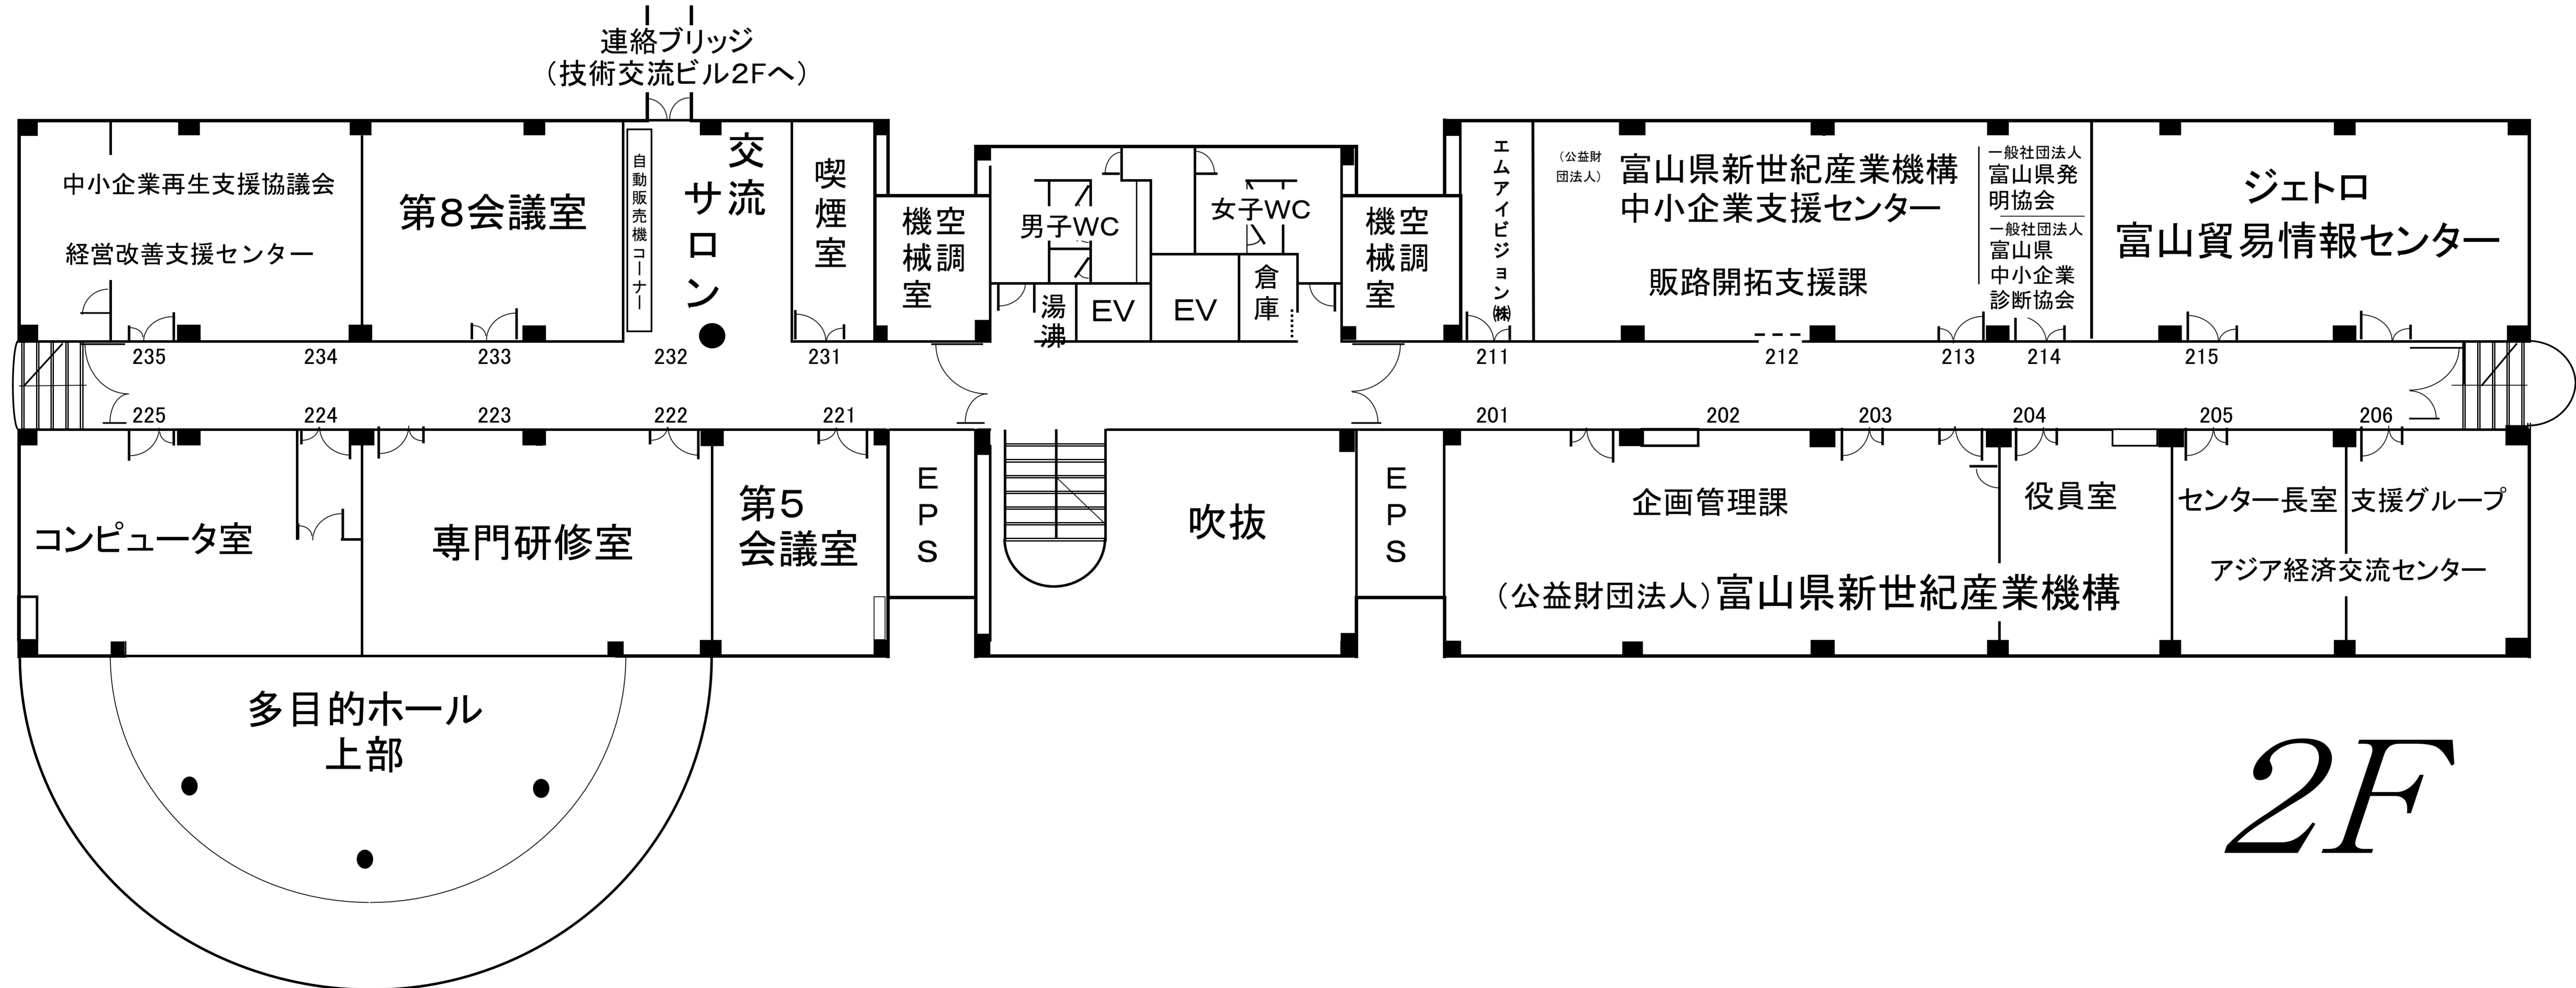 連絡ブリッジ
（技術交流ビル2Fへ）
中小企業再生支援協議会
経営改善支援センター
第8会議室
自動販売機コーナー
交流
サロン
喫煙室
空調
機械室
男子WC
女子WC
湯沸
EV
EV
倉庫
空調
機械室
エムアイビジョン㈱
（公益財
団法人）
富山県新世紀産業機構
中小企業支援センター
販路開拓支援課
一般社団法人
富山県発
明協会
一般社団法人
富山県
中小企業
診断協会
ジェトロ
富山貿易情報センター
235
234
233
232
231
211
212
213
214
215
225
224
223
222
221
201
202
203
204
205
206
コンピュータ室
専門研修室
第5
会議室
EPS
吹抜
EPS
企画管理課
役員室
センター長室
支援グループ
アジア経済交流センター
（公益財団法人）富山県新世紀産業機構
多目的ホール
上部
2F